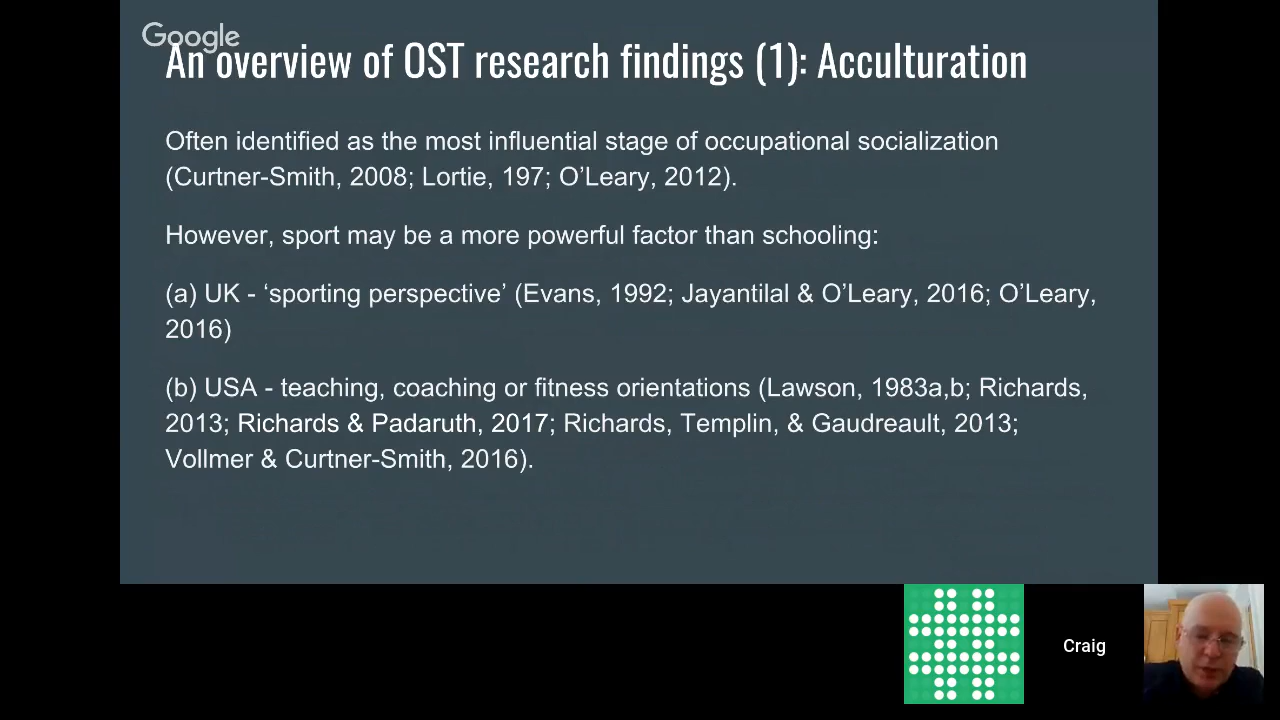 Google
An overview of OST research findings (1): Acculturation
Often identified as the most influential stage of occupational socialization
(Curtner-Smith, 2008; Lortie, 197; O’Leary, 2012).
However, sport may be a more powerful factor than schooling:
(a) UK - ‘sporting perspective’ (Evans, 1992; Jayantilal & O’Leary, 2016; O’Leary,
2016)
(b) USA - teaching, coaching or fitness orientations (Lawson, 1983a,b; Richards,
2013; Richards & Padaruth, 2017; Richards, Templin, & Gaudreault, 2013;
Vollmer & Curtner-Smith, 2016).
Craig